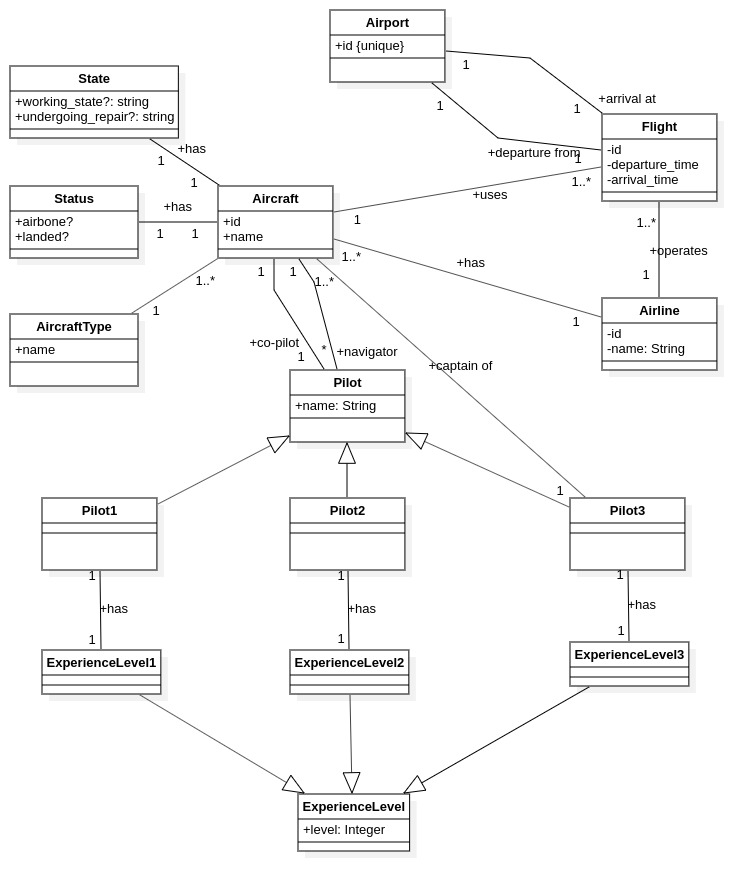 Airport
+id {unique}
State
+working_state?: string
+undergoing_repair?: string
1
1
+arrival at
1
1
Flight
+departure from
1
-id
-departure_time
-arrival_time
+has
1
1
Status
+airbone?
+landed?
+has
1
1
Aircraft
+id
+name
+uses
1
1..*
1..*
+operates
1
1..*
+has
1
Airline
-id
-name: String
1..*
1
AircraftType
+name
1
1
1..*
+co-pilot
1
*
+navigator
+captain of
1
Pilot
+name: String
Pilot1
Pilot2
Pilot3
1
1
1
+has
+has
+has
1
1
1
ExperienceLevel1
ExperienceLevel2
ExperienceLevel3
ExperienceLevel
+level: Integer